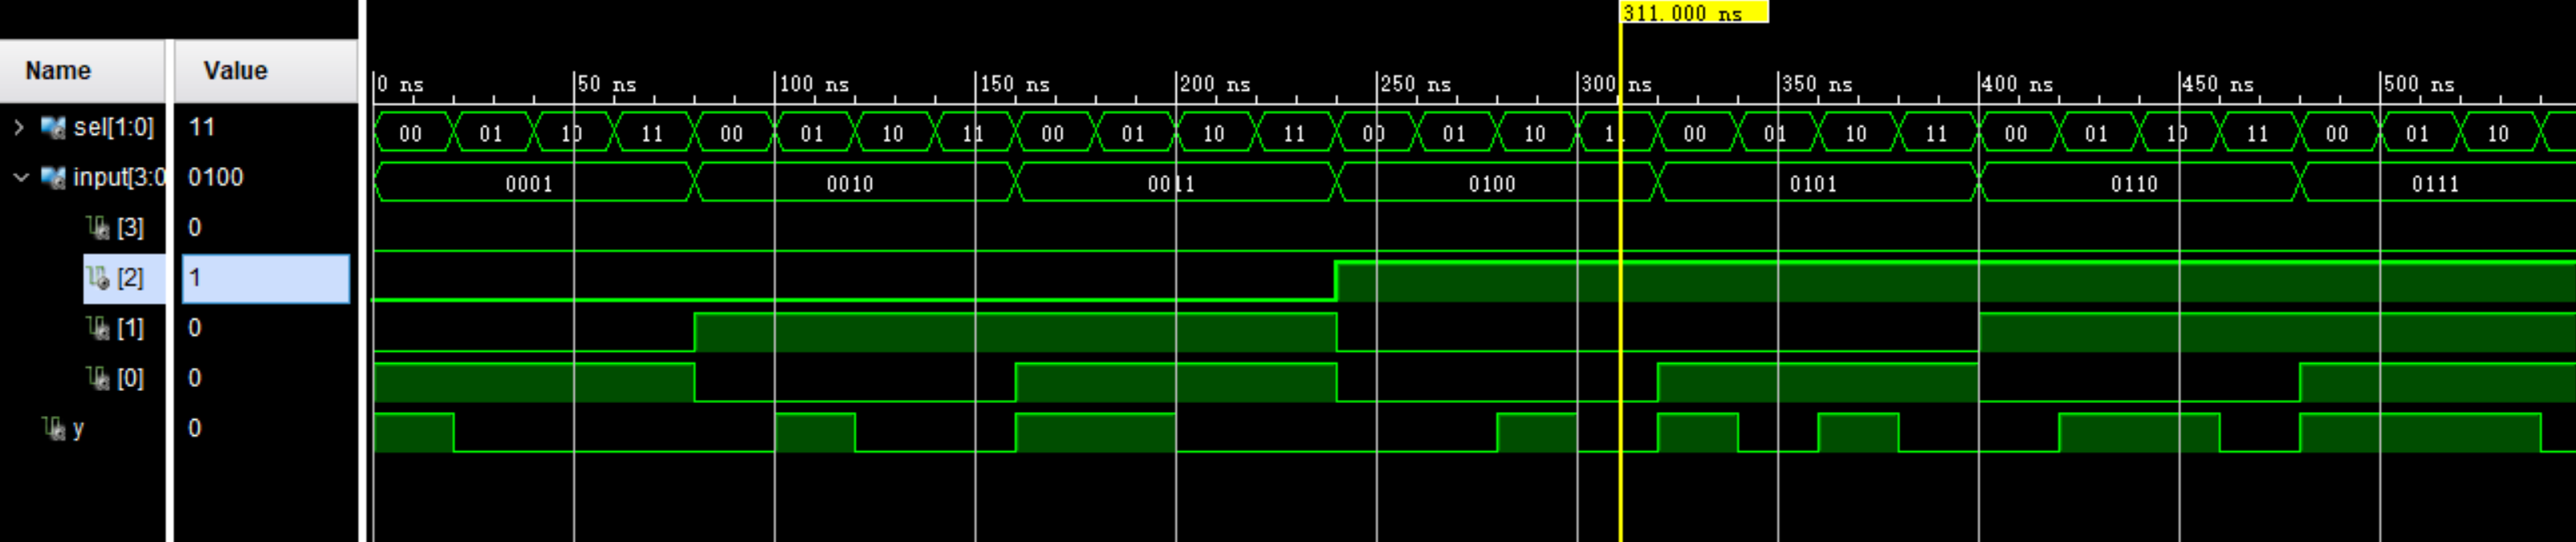 311.000 ns
Name Value
0 ns 50 ns 100 ns 150 ns 200 ns 250 ns 300 ns 350 ns 400 ns 450 ns 500 ns
sel[1:0] 11 00 01 10 11 00 01 10 11 00 01 10 11 00 01 10 11 00 01 10 11 00 01 10 11 00 01 10
input[3:0 0100 0001 0010 0011 0100 0101 0110 0111
[3] 0
[2] 1
[1] 0
[0] 0
y 0